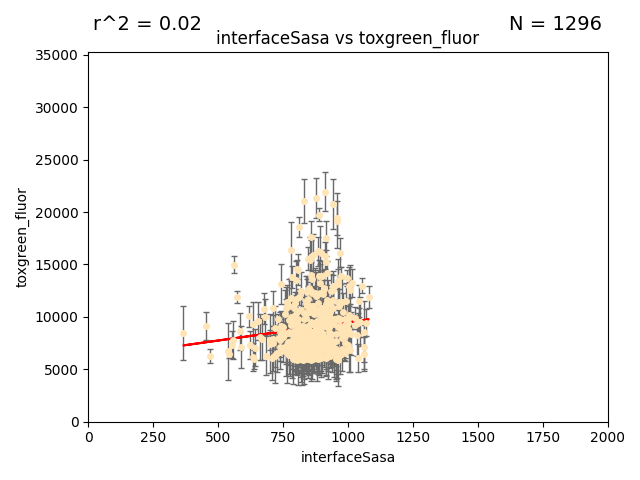 r^2 = 0.02
N = 1296
interfaceSasa vs toxgreen_fluor
35000
30000
25000
20000
15000
10000
5000
0
toxgreen_fluor
0 250 500 750 1000 1250 1500 1750 2000
interfaceSasa